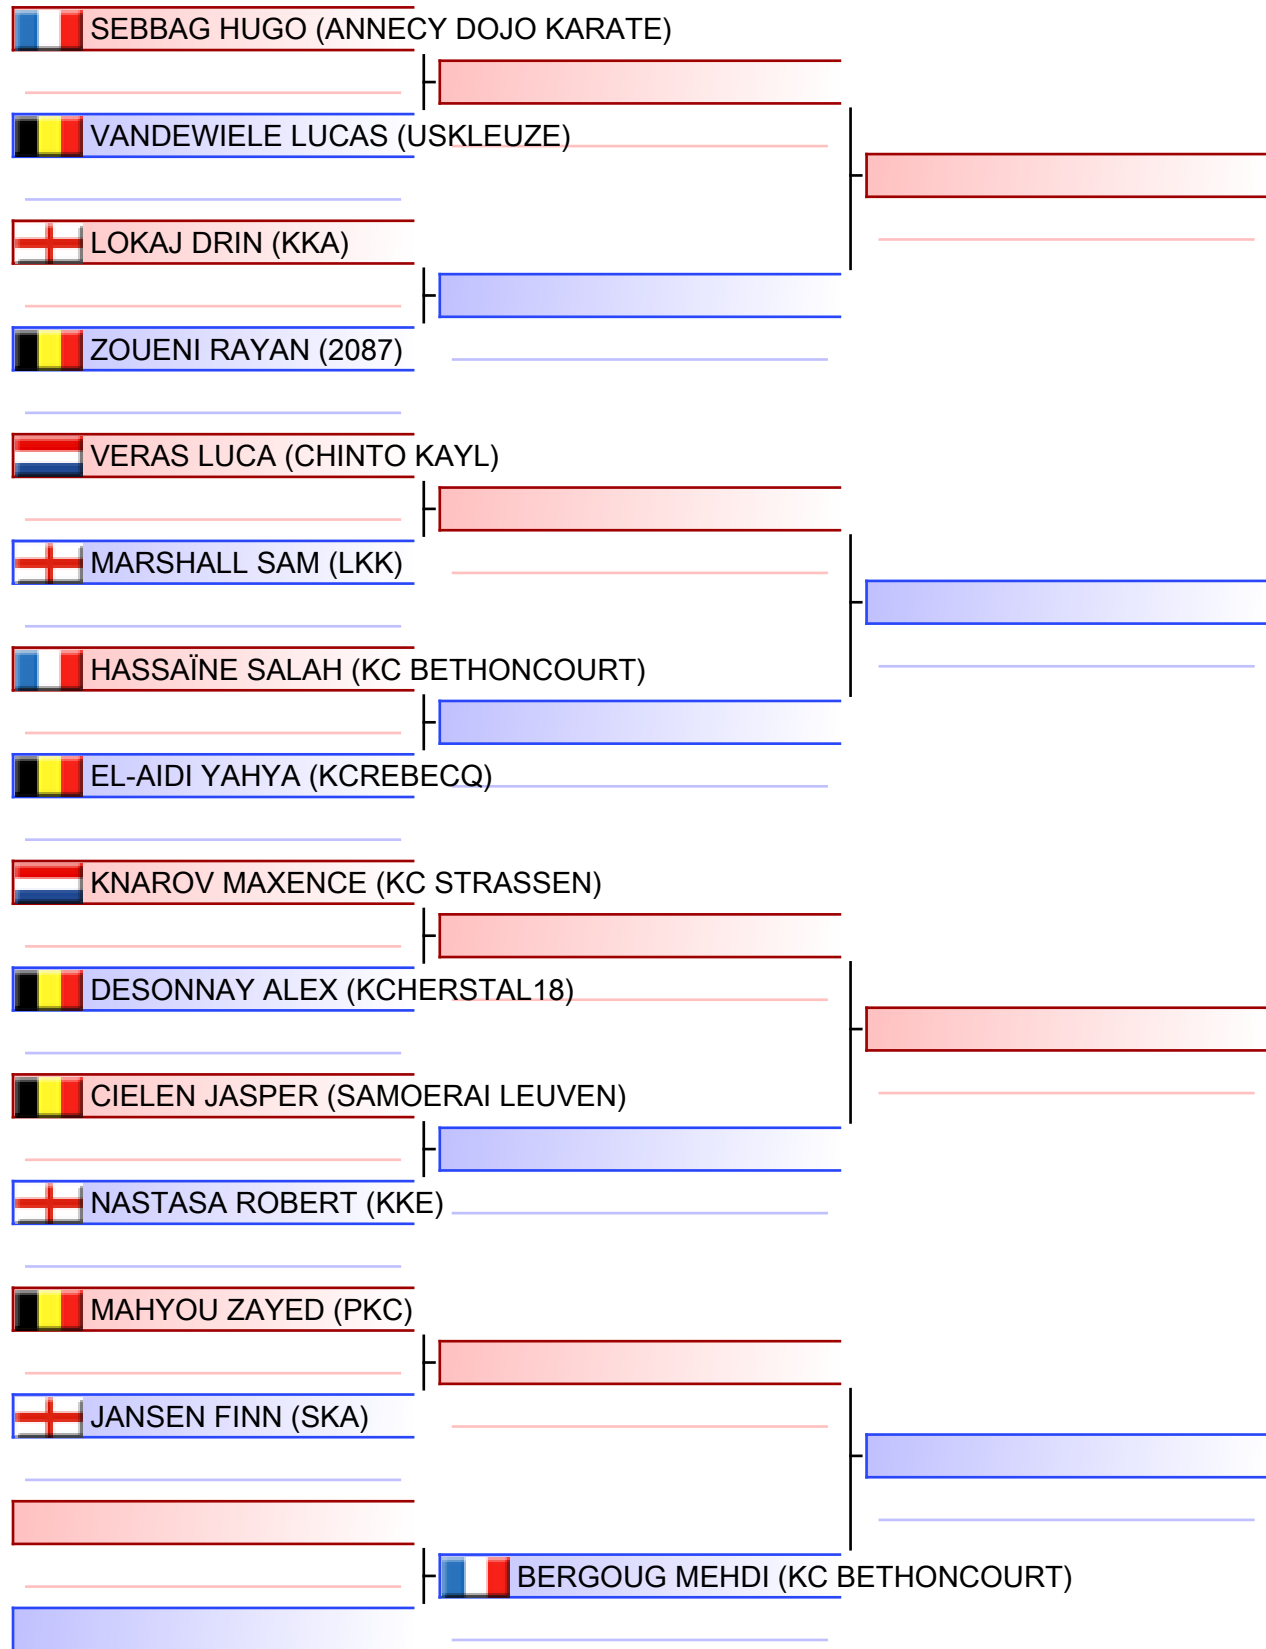 SEBBAG HUGO (ANNECY DOJO KARATE)
VANDEWIELE LUCAS (USKLEUZE)
LOKAJ DRIN (KKA)
ZOUENI RAYAN (2087)
VERAS LUCA (CHINTO KAYL)
MARSHALL SAM (LKK)
HASSAÏNE SALAH (KC BETHONCOURT)
EL-AIDI YAHYA (KCREBECQ)
KNAROV MAXENCE (KC STRASSEN)
DESONNAY ALEX (KCHERSTAL18)
CIELEN JASPER (SAMOERAI LEUVEN)
NASTASA ROBERT (KKE)
MAHYOU ZAYED (PKC)
JANSEN FINN (SKA)
BERGOUG MEHDI (KC BETHONCOURT)